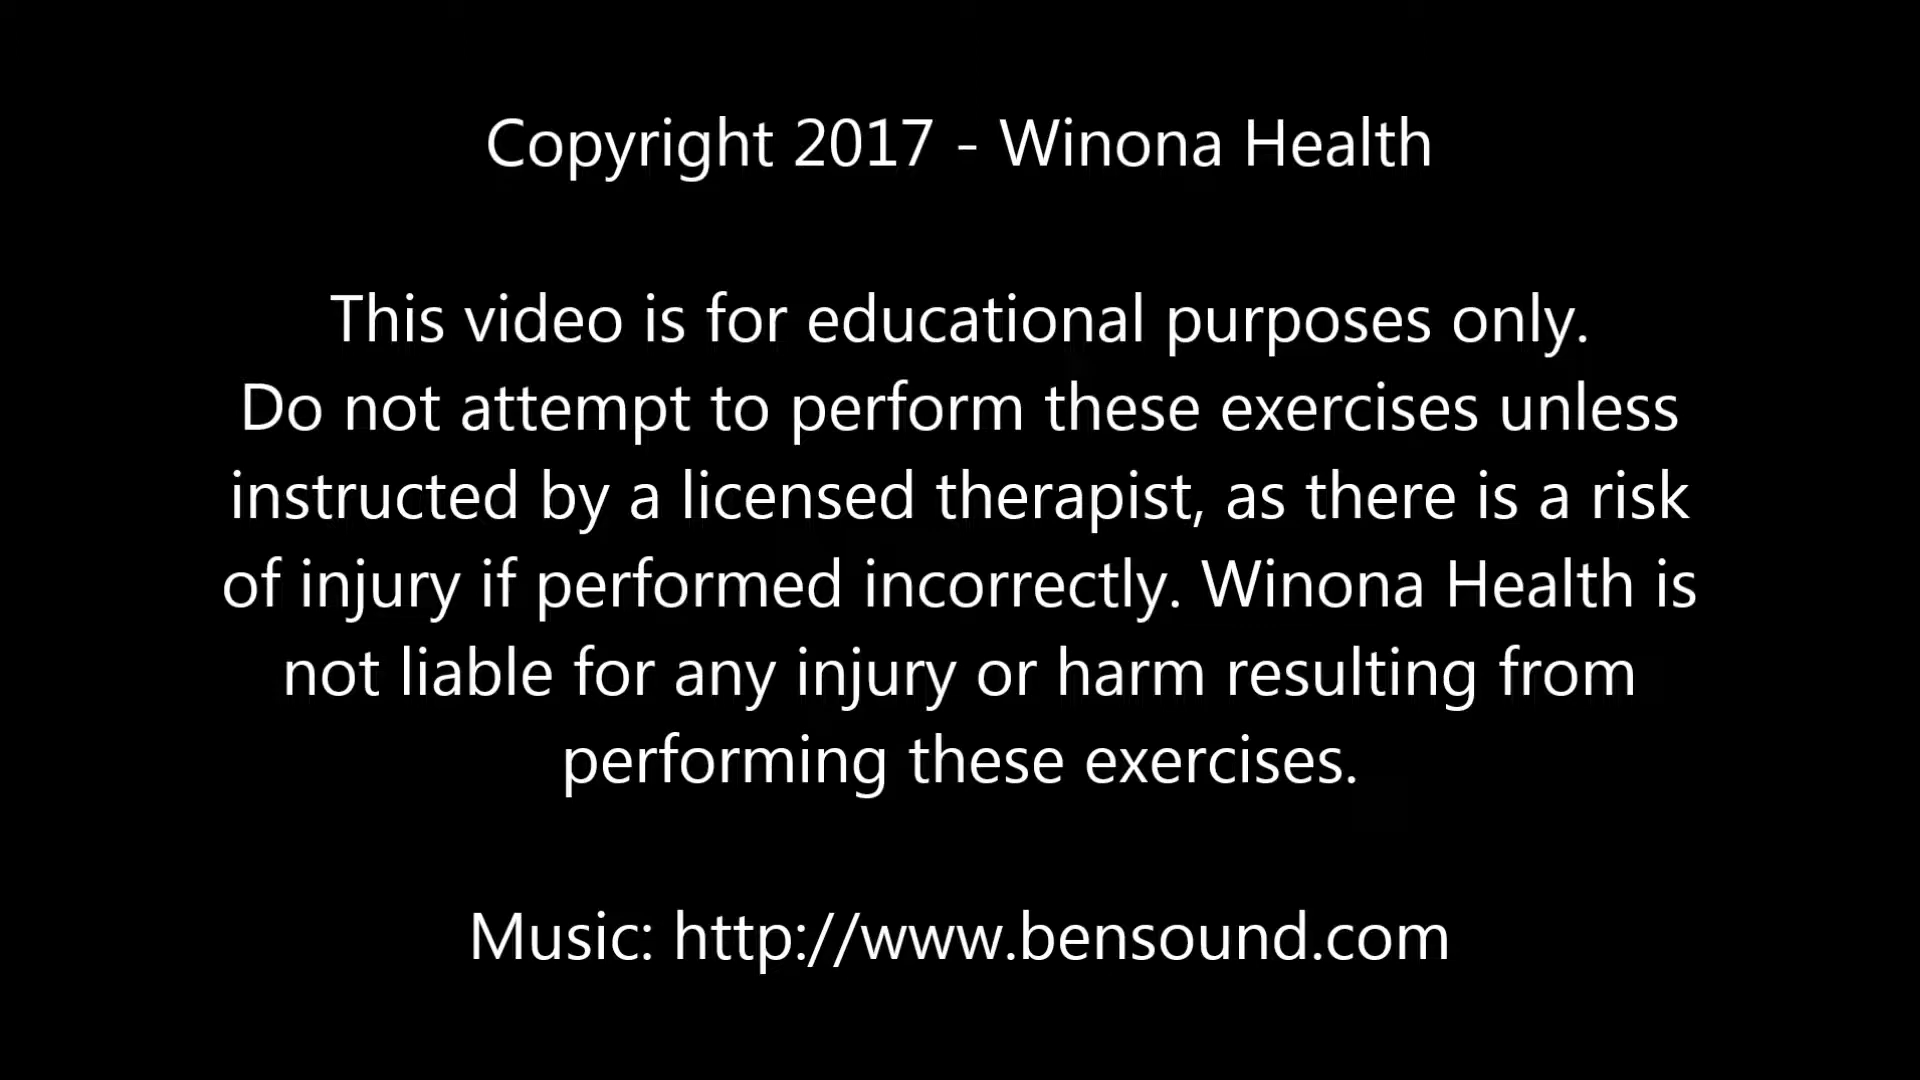 Copyright 2017 - Winona Health
This video is for educational purposes only.
Do not attempt to perform these exercises unless
instructed by a licensed therapist, as there is a risk
of injury if performed incorrectly. Winona Health is
not liable for any injury or harm resulting from
performing these exercises.
Music: http://www.bensound.com